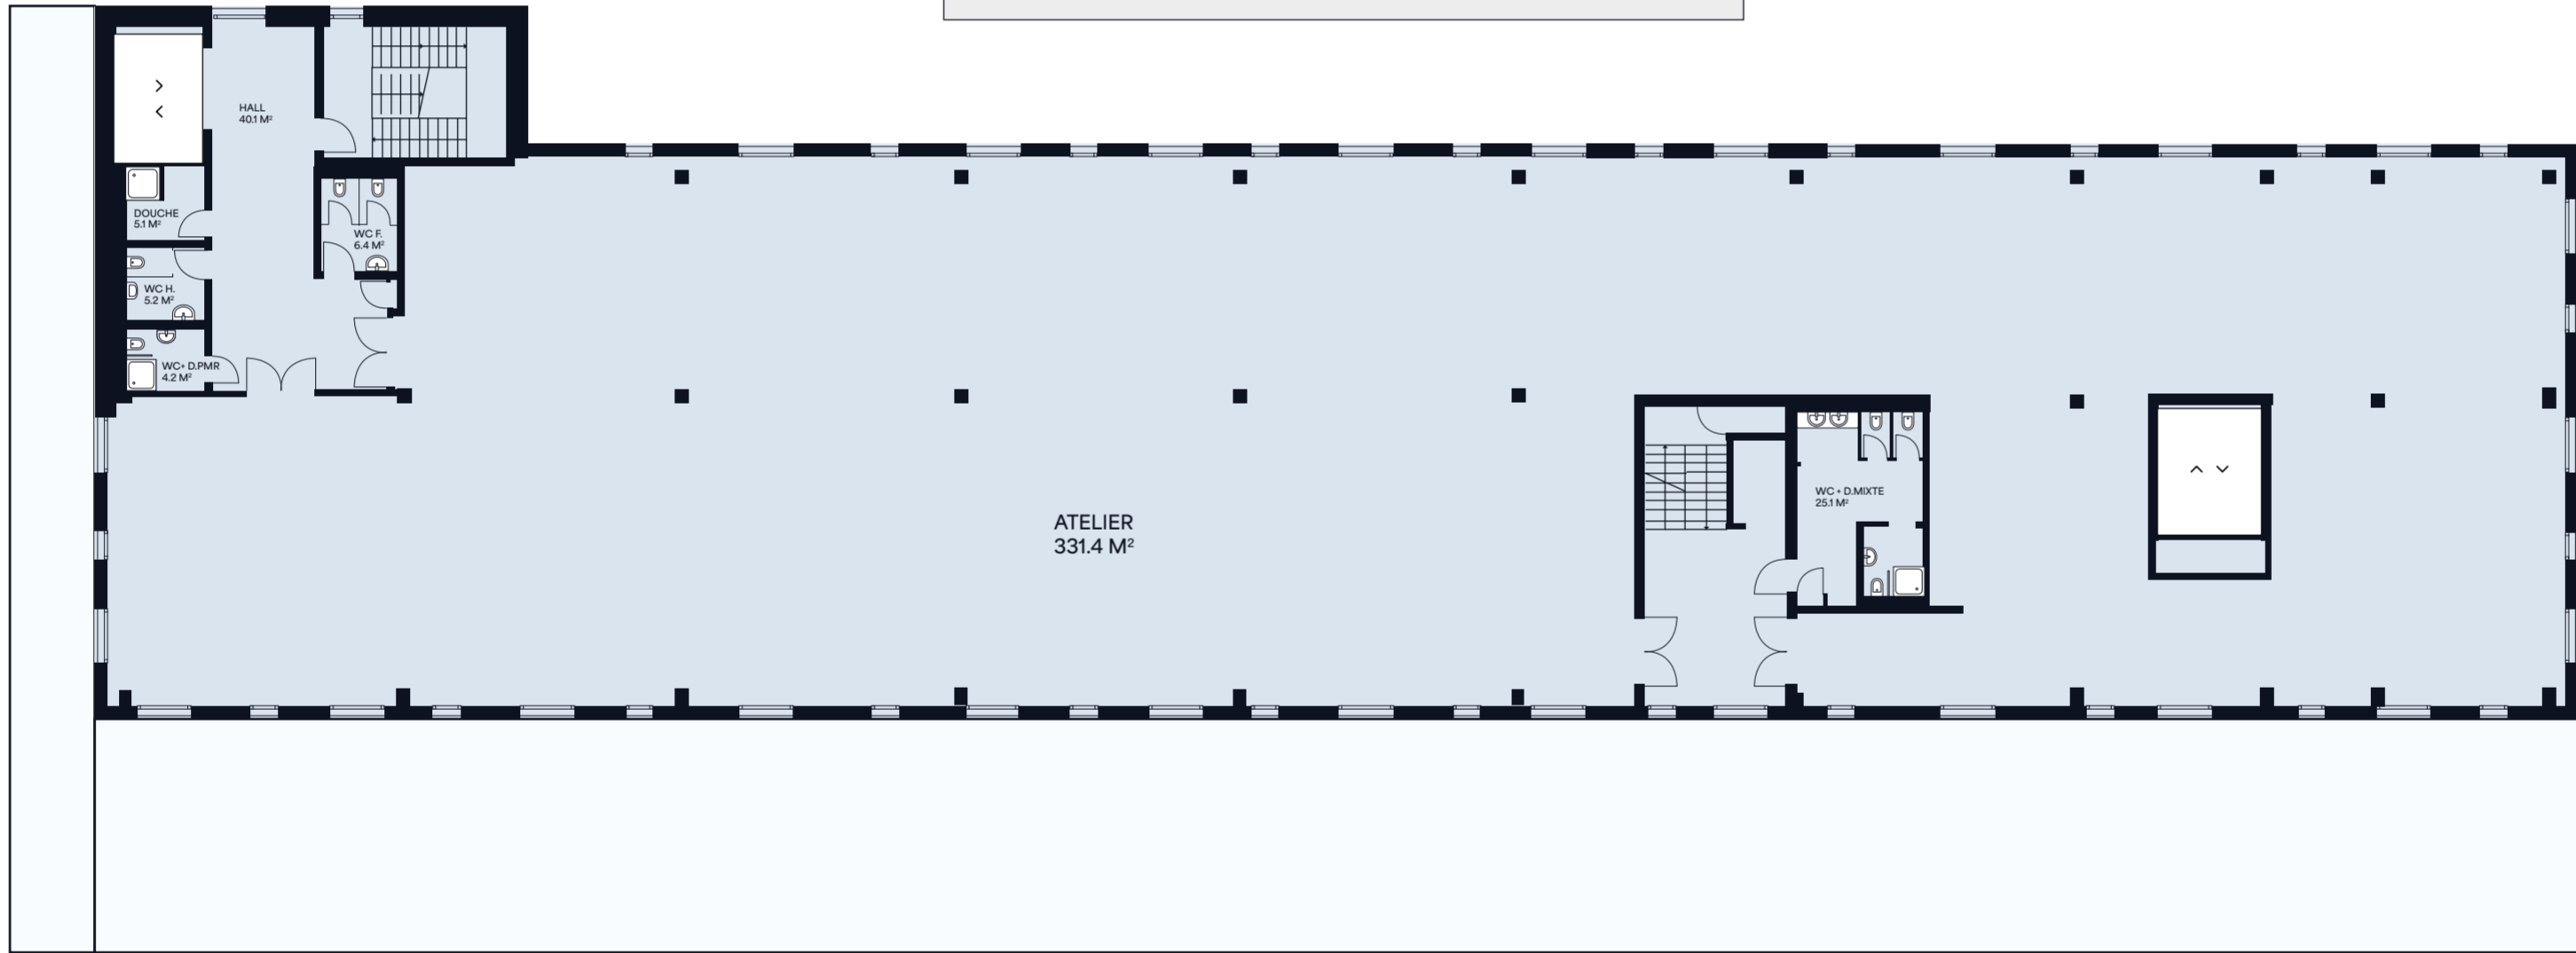 HALL
40.1 M²
DOUCHE
5.1 M²
WC F.
6.4 M²
WC H.
5.2 M²
WC+ D.PMR
4.2 M²
ATELIER
331.4 M²
WC + D.MIXTE
25.1 M²